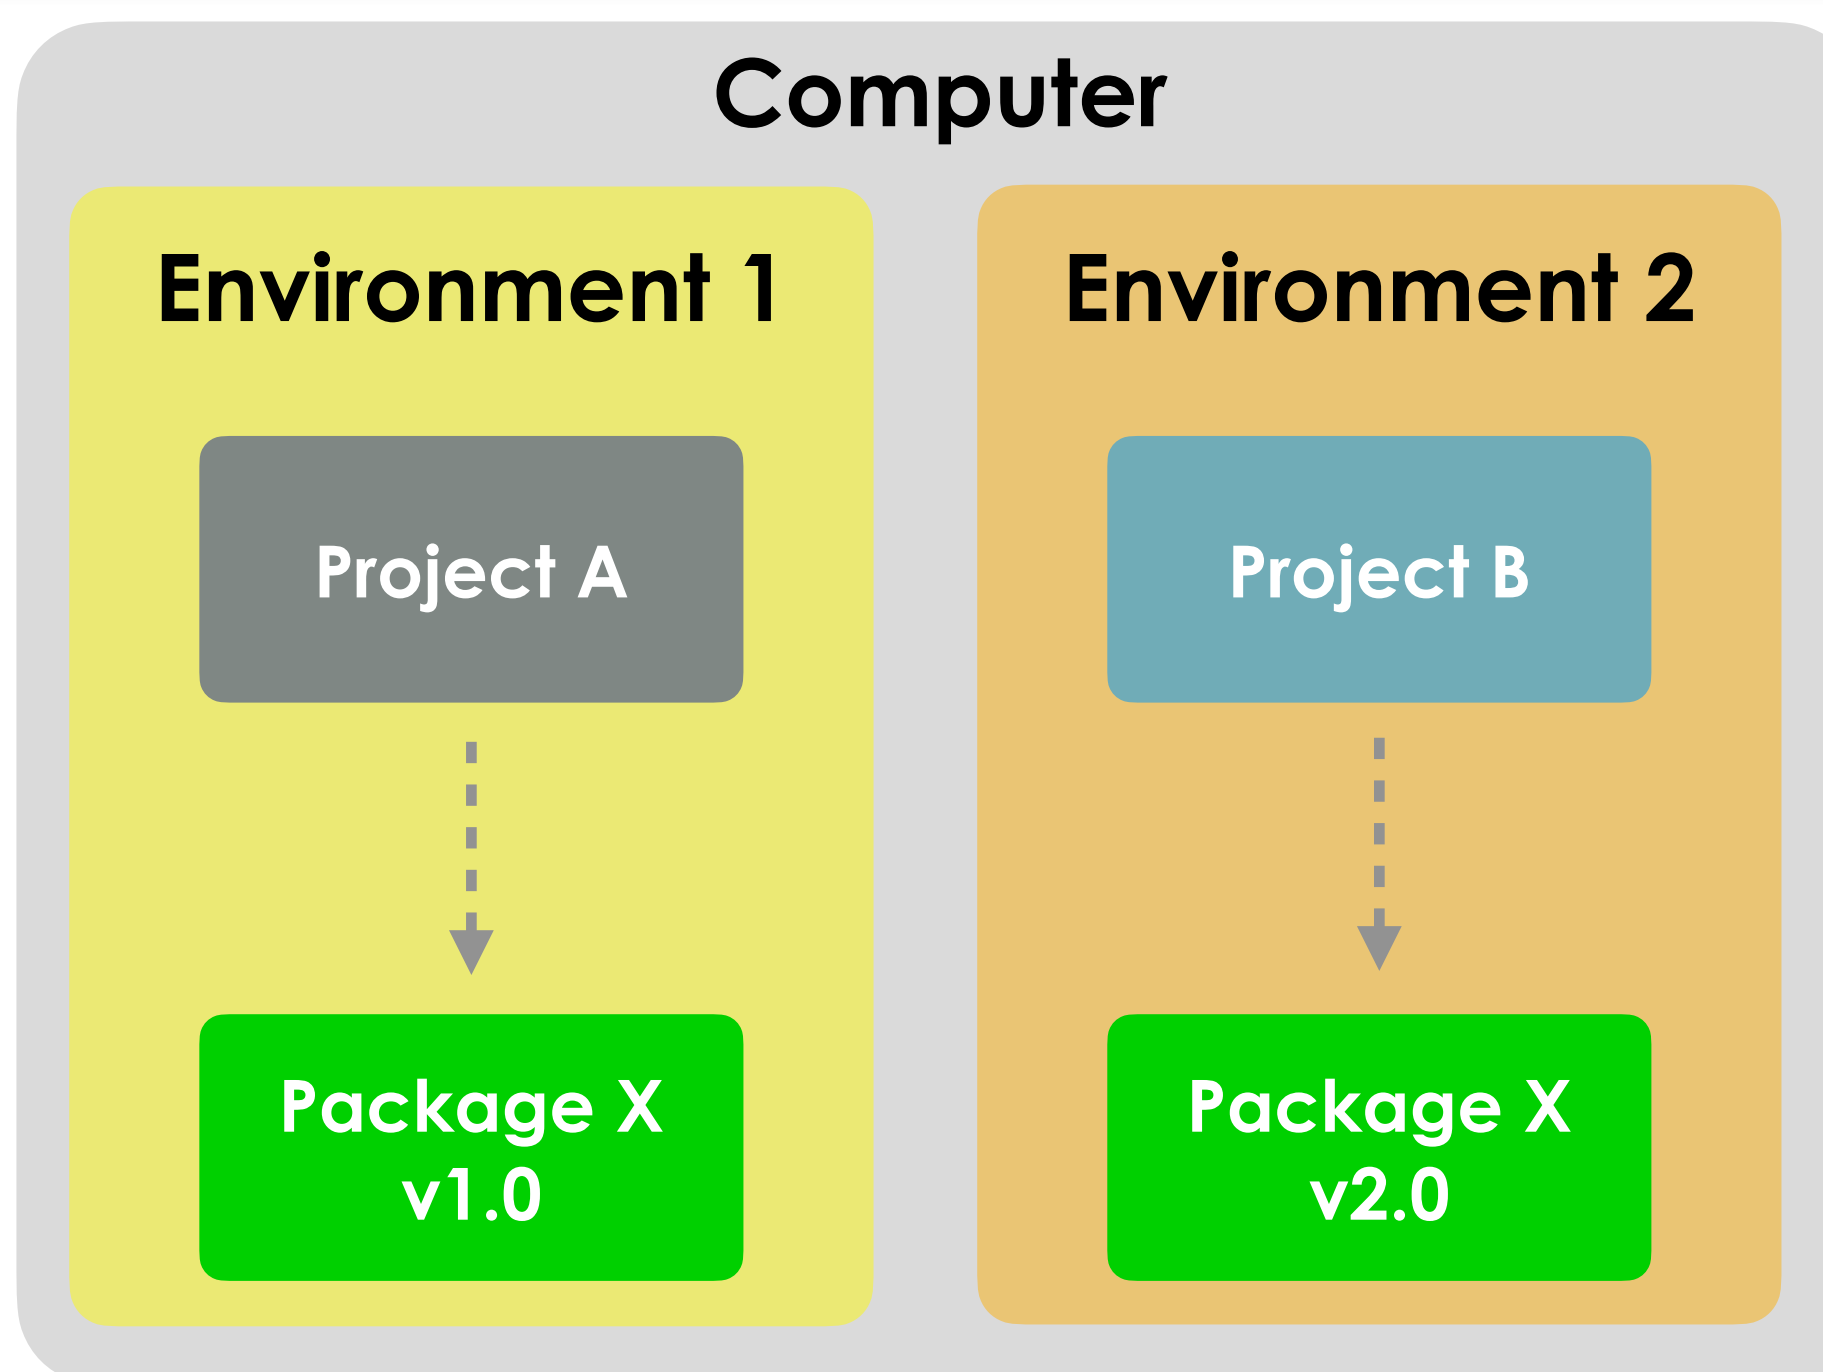 Computer
Environment 1
Project A
Package X
v1.0
Environment 2
Project B
Package X
v2.0